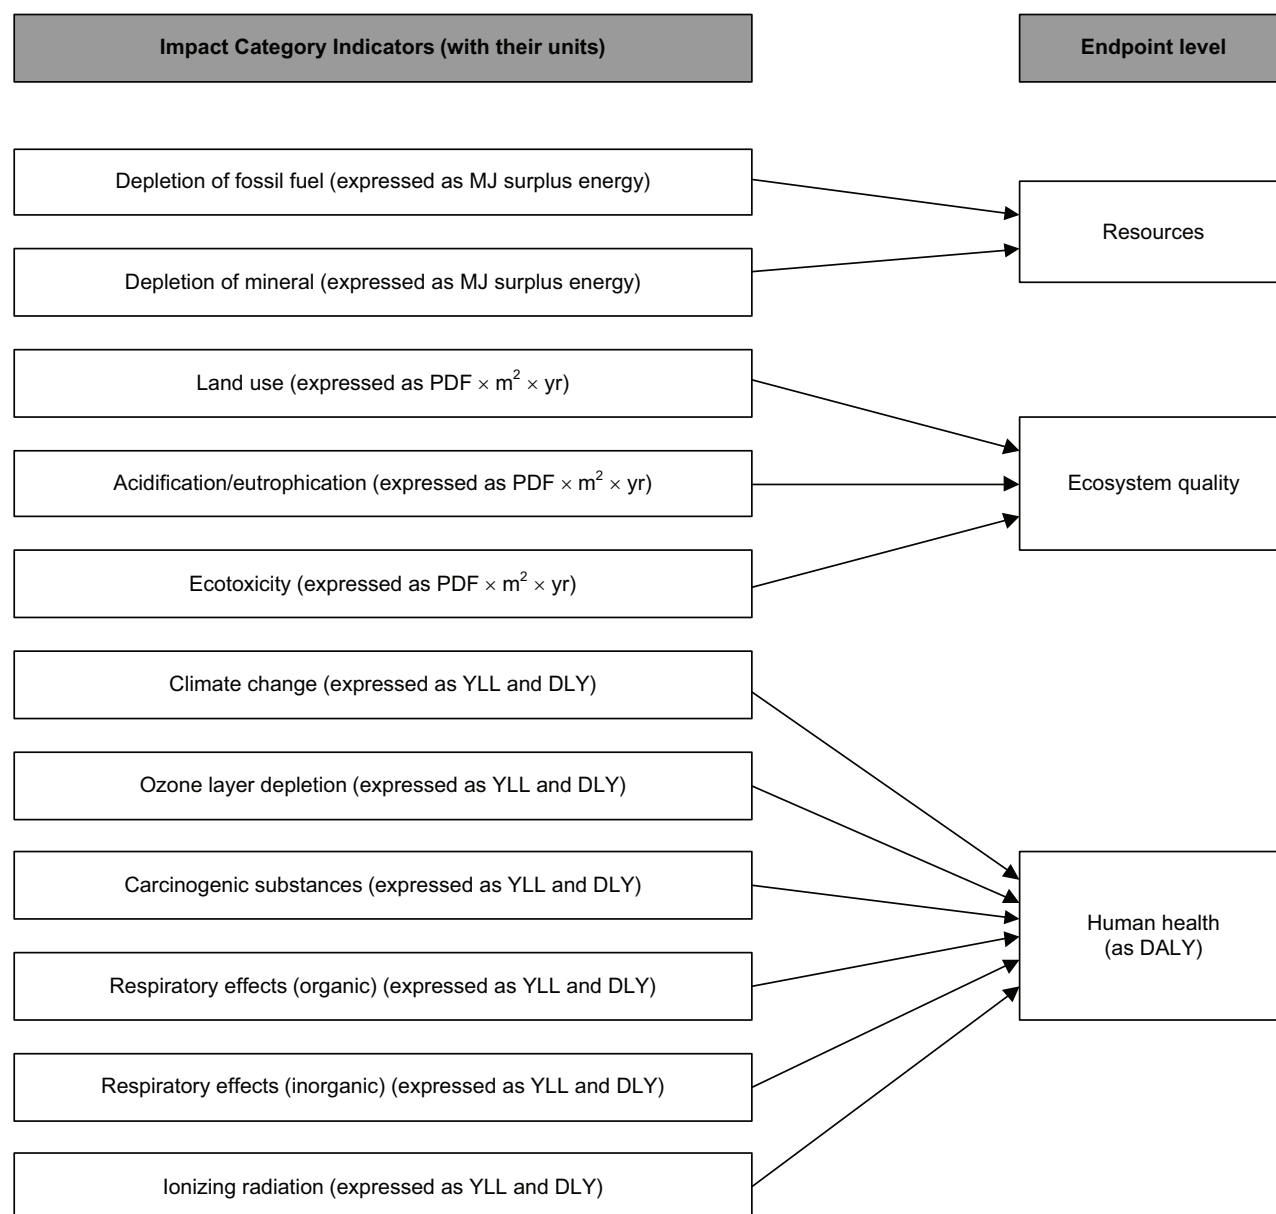 Impact Category Indicators (with their units)
Endpoint level
Depletion of fossil fuel (expressed as MJ surplus energy)
Depletion of mineral (expressed as MJ surplus energy)
Resources
Land use (expressed as PDF × m² × yr)
Acidification/eutrophication (expressed as PDF × m² × yr)
Ecotoxicity (expressed as PDF × m² × yr)
Ecosystem quality
Climate change (expressed as YLL and DLY)
Ozone layer depletion (expressed as YLL and DLY)
Carcinogenic substances (expressed as YLL and DLY)
Respiratory effects (organic) (expressed as YLL and DLY)
Respiratory effects (inorganic) (expressed as YLL and DLY)
Ionizing radiation (expressed as YLL and DLY)
Human health
(as DALY)